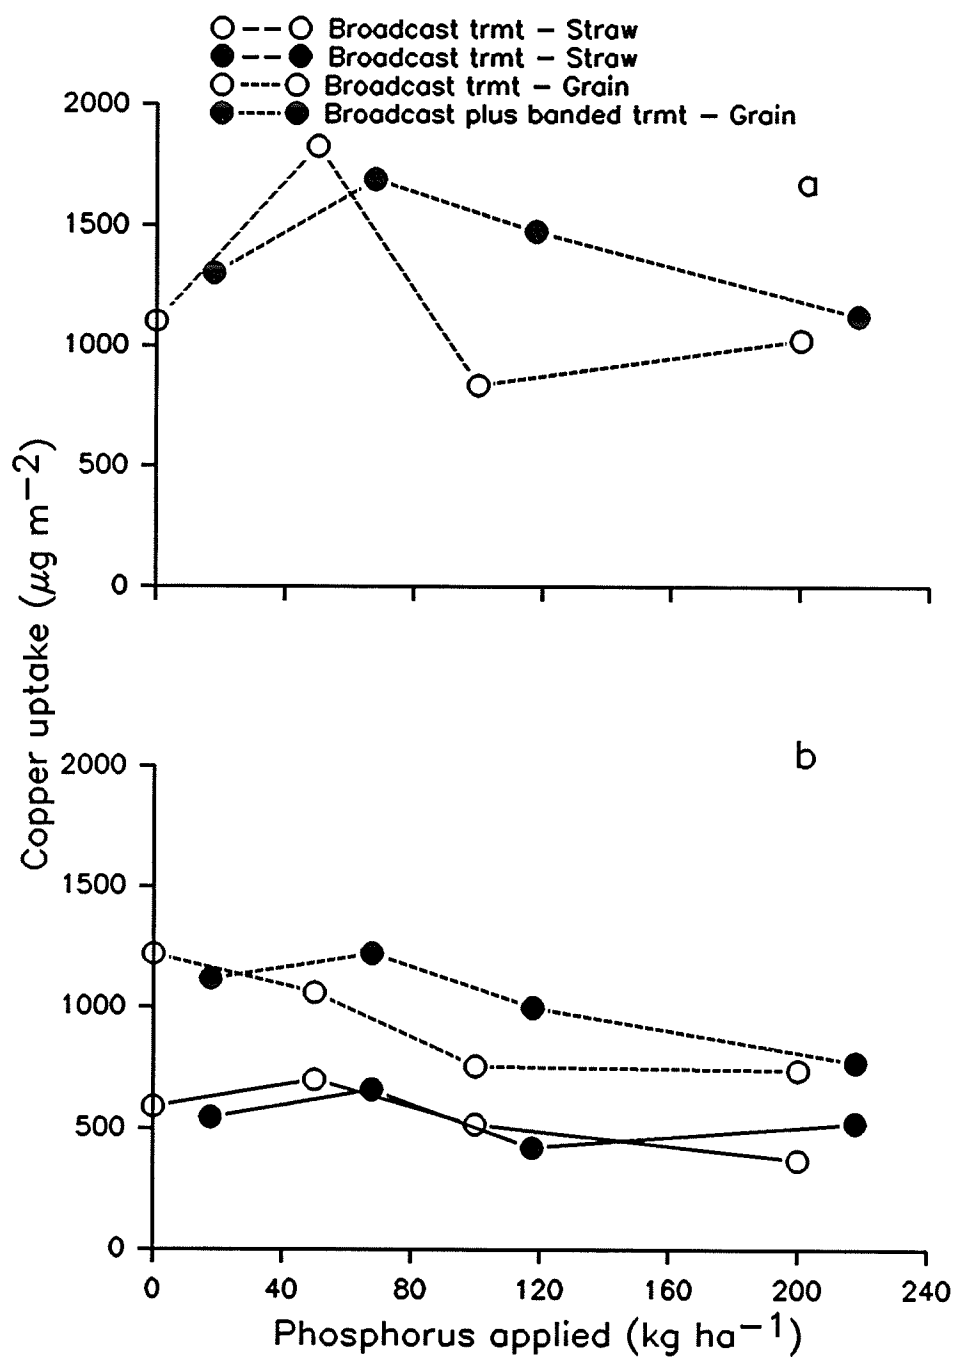 Broadcast trmt – Straw
Broadcast trmt – Straw
Broadcast trmt – Grain
Broadcast plus banded trmt – Grain
2000
a
1500
1000
500
0
Copper uptake (μg m−2)
b
2000
1500
1000
500
0
0 40 80 120 160 200 240
Phosphorus applied (kg ha−1)